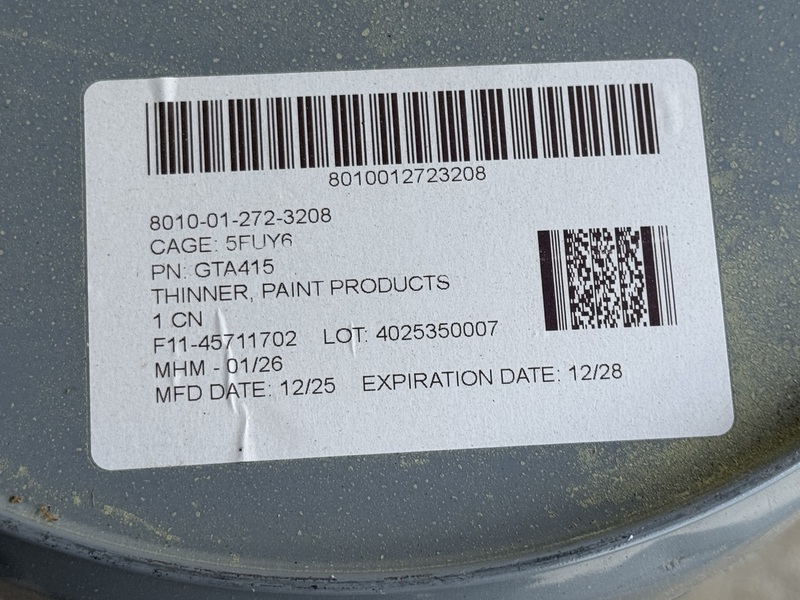 8010012723208
8010-01-272-3208
CAGE: 5FUY6
PN: GTA415
THINNER, PAINT PRODUCTS
1 CN
F11-45711702 LOT: 4025350007
MHM - 01/26
MFD DATE: 12/25 EXPIRATION DATE: 12/28